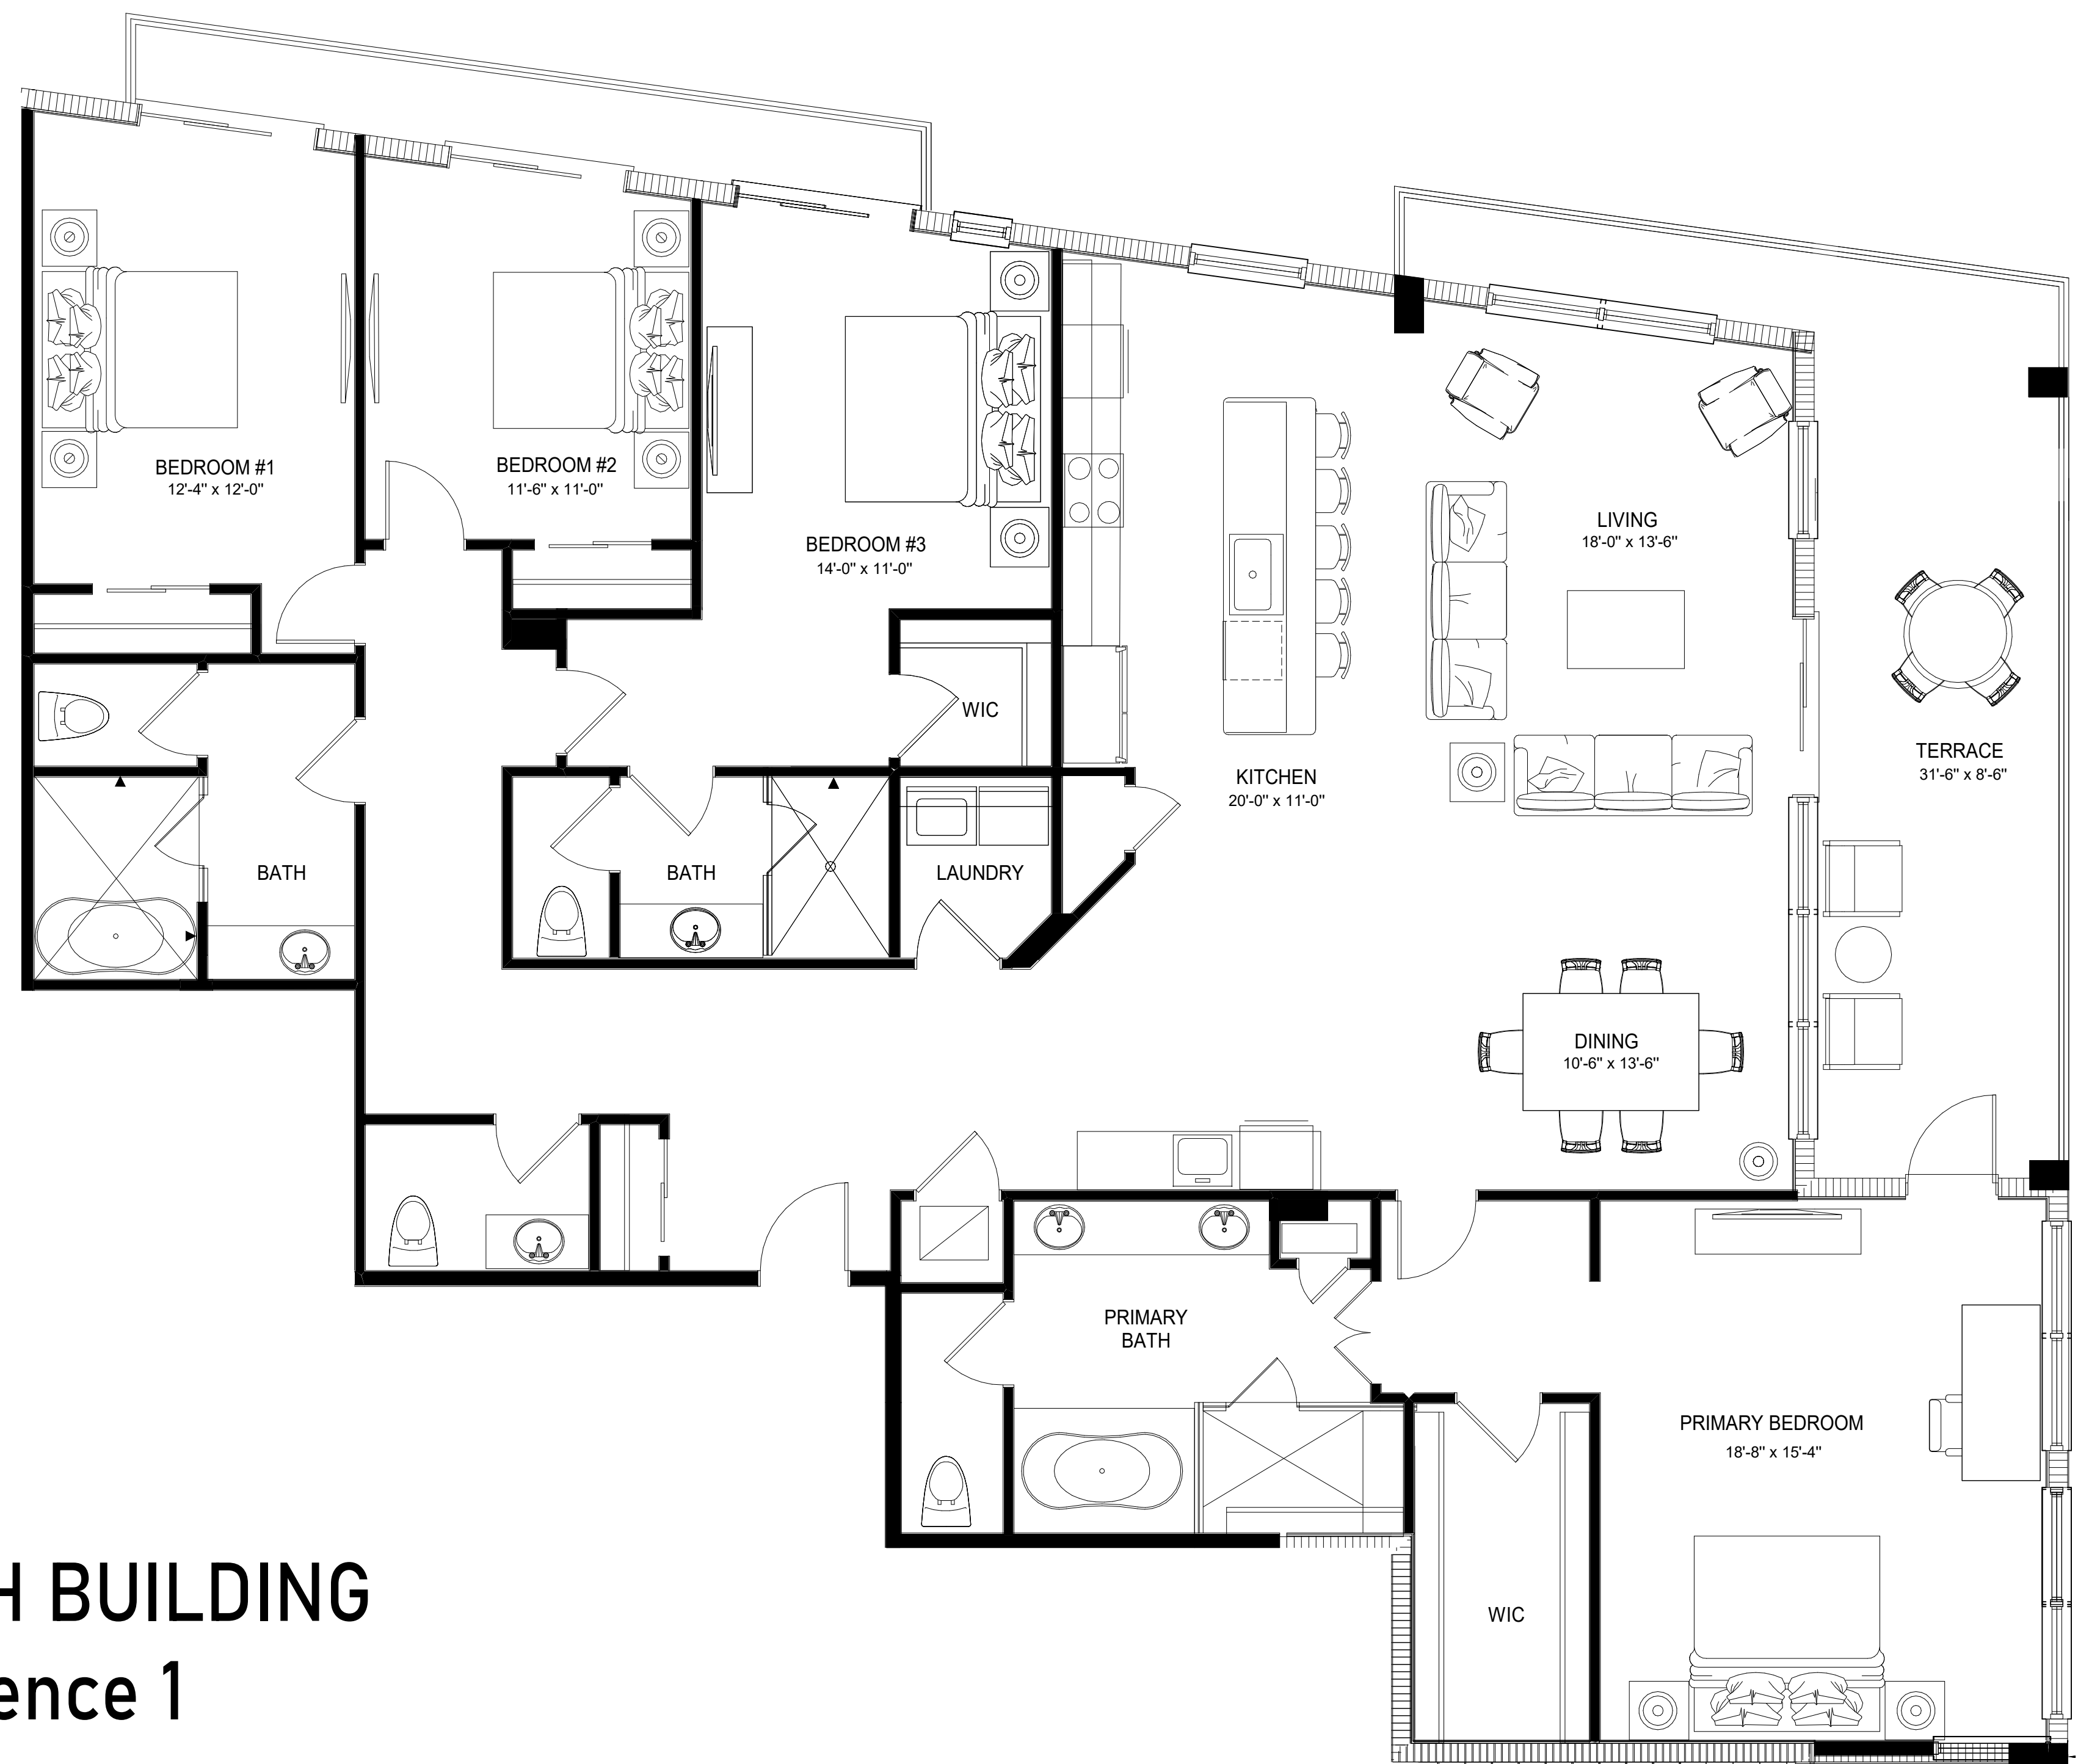 BEDROOM #1
12'-4" x 12'-0"
BEDROOM #2
11'-6" x 11'-0"
BEDROOM #3
14'-0" x 11'-0"
LIVING
18'-0" x 13'-6"
WIC
KITCHEN
20'-0" x 11'-0"
TERRACE
31'-6" x 8'-6"
BATH
BATH
LAUNDRY
DINING
10'-6" x 13'-6"
PRIMARY
BATH
PRIMARY BEDROOM
18'-8" x 15'-4"
WIC
H BUILDING
ence 1